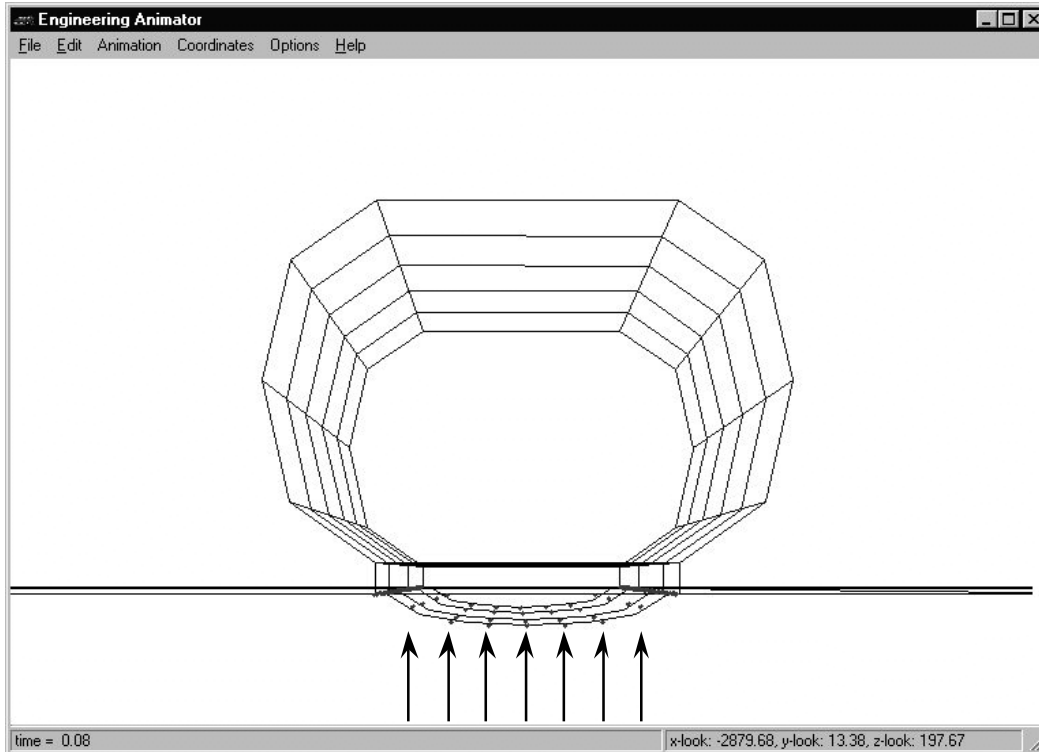 Engineering Animator
File Edit Animation Coordinates Options Help
time = 0.08
x-look: -2879.68, y-look: 13.38, z-look: 197.67